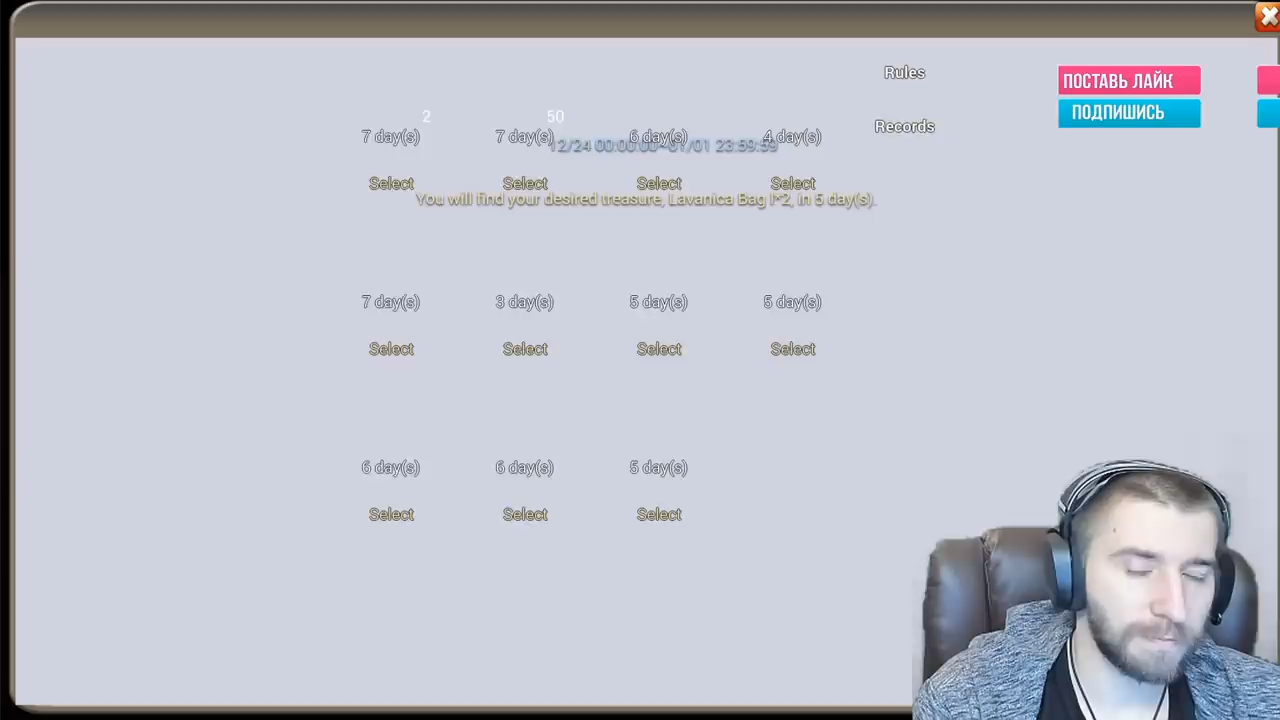 Rules
ПОСТАВЬ ЛАЙК
ПОДПИШИСЬ
2 50
Records
7 day(s) 7 day(s) 6 day(s) 4 day(s)
12/24 00:00:00~01/01 23:59:59
Select Select Select Select
You will find your desired treasure, Lavanica Bag I*2, in 5 day(s).
7 day(s) 3 day(s) 5 day(s) 5 day(s)
Select Select Select Select
6 day(s) 6 day(s) 5 day(s)
Select Select Select